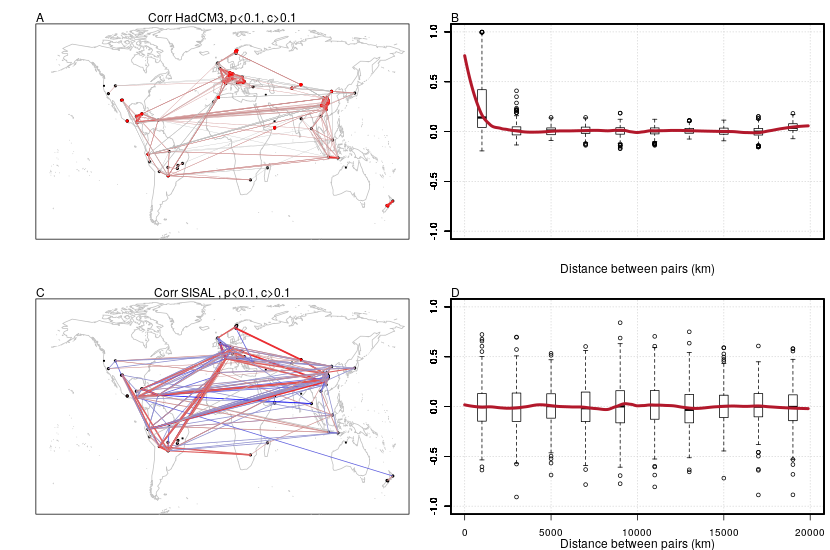 A
Corr HadCM3, p<0.1, c>0.1
B
1.0
0.5
0.0
-0.5
-1.0
Distance between pairs (km)
C
Corr SISAL , p<0.1, c>0.1
D
1.0
0.5
0.0
-0.5
-1.0
0
5000
10000
15000
20000
Distance between pairs (km)